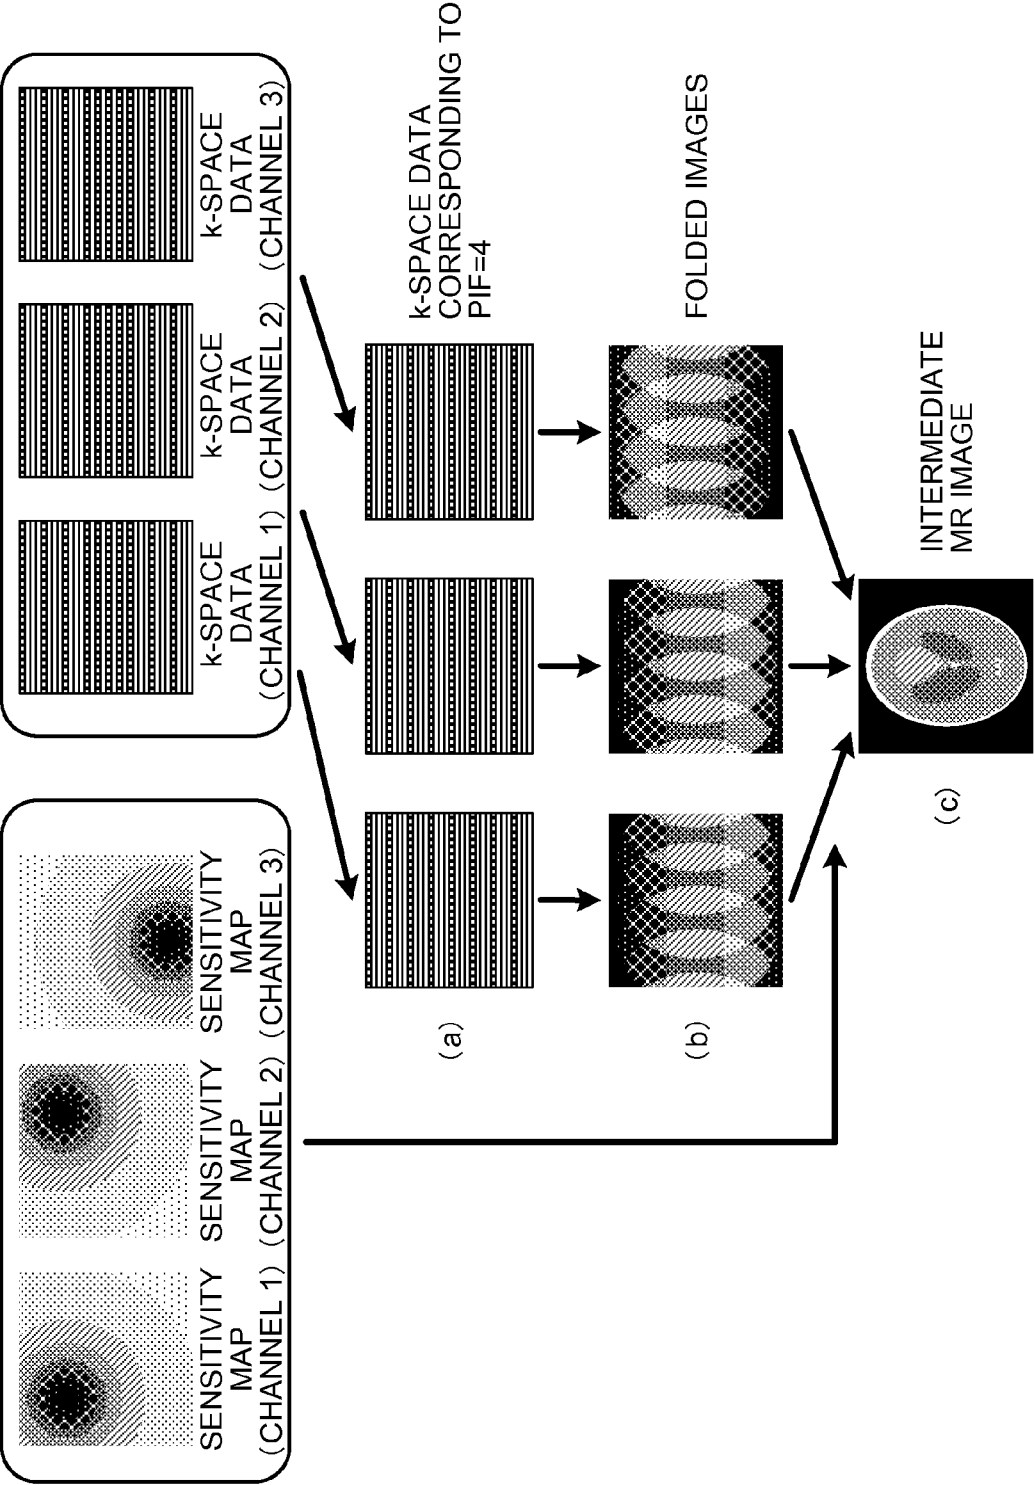 SENSITIVITY
MAP
(CHANNEL 1)
SENSITIVITY
MAP
(CHANNEL 2)
SENSITIVITY
MAP
(CHANNEL 3)
k-SPACE
DATA
(CHANNEL 1)
k-SPACE
DATA
(CHANNEL 2)
k-SPACE
DATA
(CHANNEL 3)
(a)
k-SPACE DATA
CORRESPONDING TO
PIF=4
(b)
FOLDED IMAGES
(c)
INTERMEDIATE
MR IMAGE